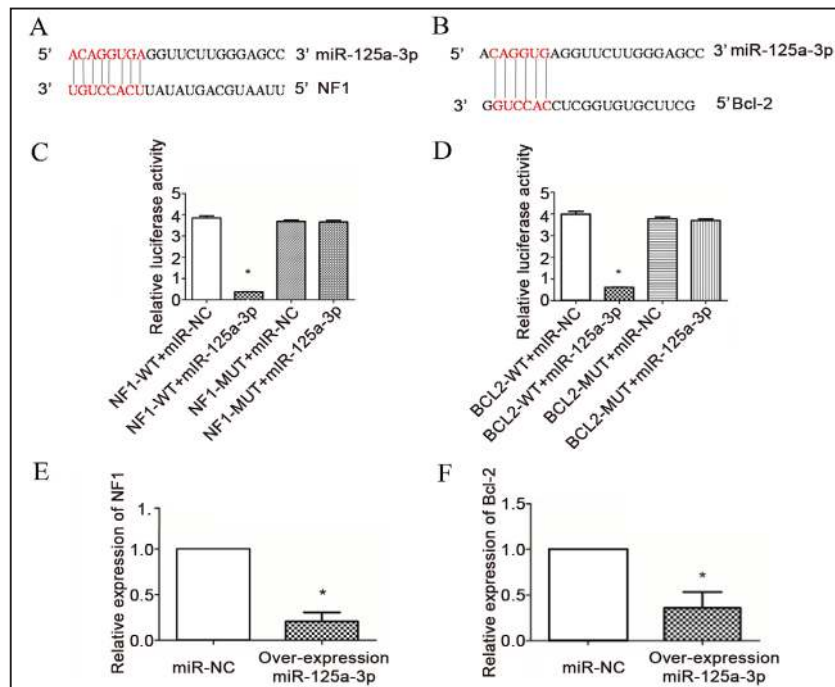 A
5' ACAGGUGAGGUUCUUGGGAGCC 3' miR-125a-3p
3' UGUCCACUUAUAUGACGUAAUU 5' NF1
B
5' ACAGGUGAGGUUCUUGGGAGCC 3' miR-125a-3p
3' GGUCCACCUCGGUGUGCUUCG 5' Bcl-2
C
Relative luciferase activity
5
4
3
2
1
0
*
NF1-WT+mIR-NC
NF1-WT+mIR-125a-3p
NF1-MUT+mIR-NC
NF1-MUT+mIR-125a-3p
D
Relative luciferase activity
5
4
3
2
1
0
*
BCL2-WT+mIR-NC
BCL2-WT+mIR-125a-3p
BCL2-MUT+mIR-NC
BCL2-MUT+mIR-125a-3p
E
Relative expression of NF1
1.
1.0
0.5
0.0
*
miR-NC
Over-expression
miR-125a-3p
F
Relative expression of Bcl-2
1.5
1.0
0.5
0.0
*
miR-NC
Over-expression
miR-125a-3p